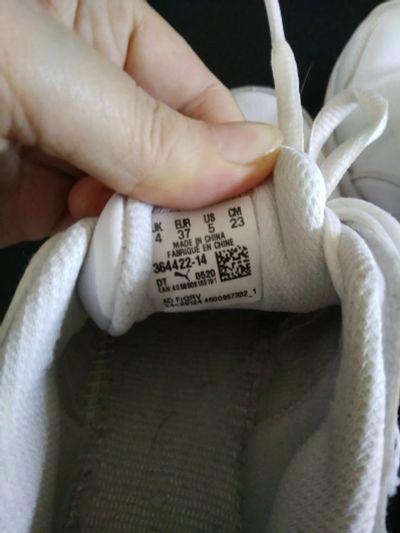 UK EUR US CM
4 37 5 23
MADE IN CHINA
FABRIQUE EN CHINE
364422-14
DT 0520